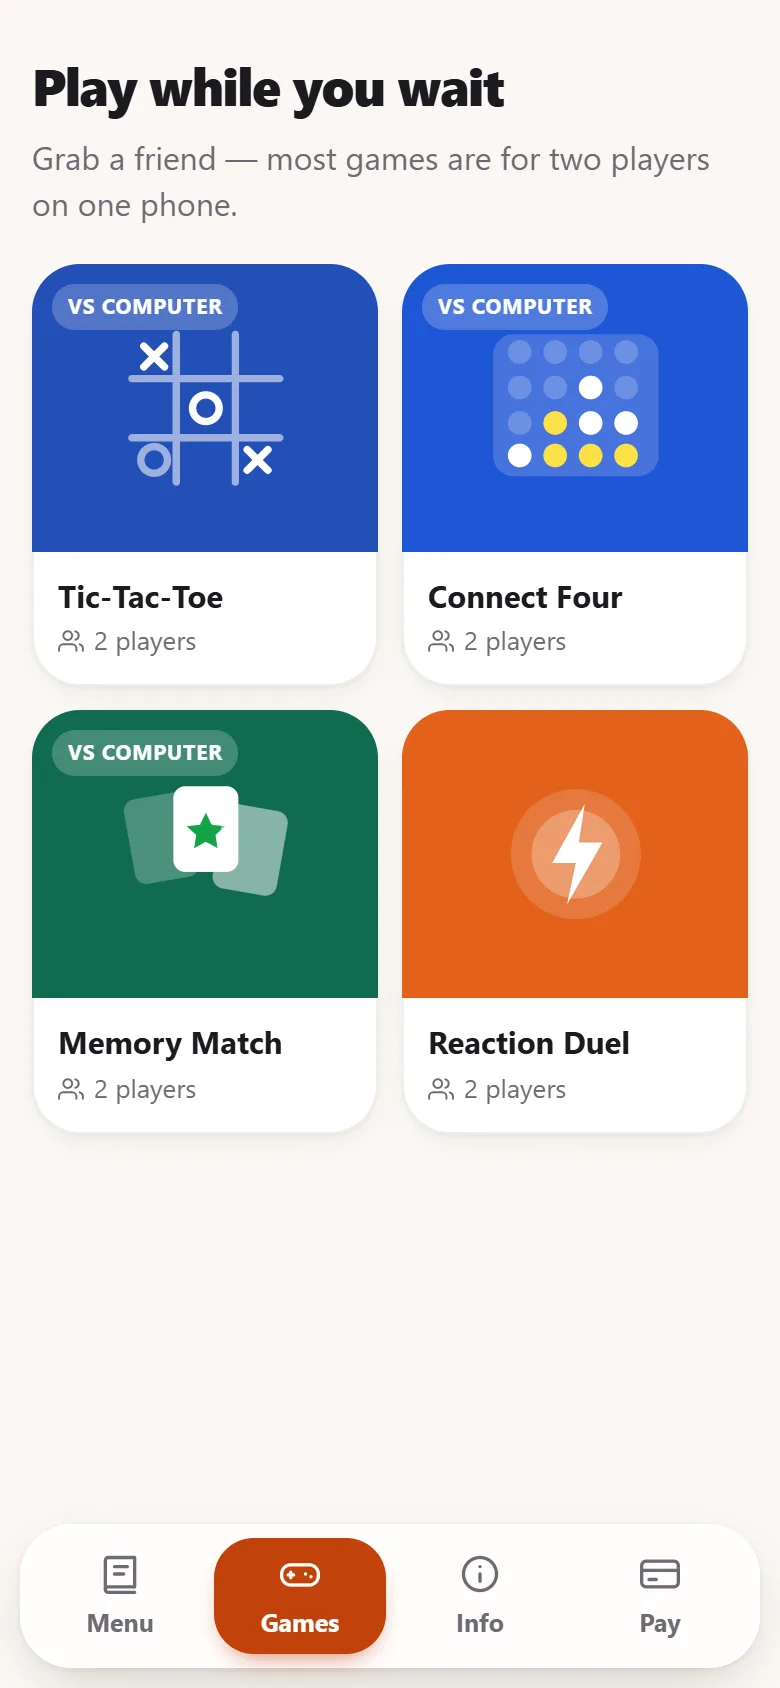 Play while you wait
Grab a friend — most games are for two players
on one phone.
VS COMPUTER
VS COMPUTER
Tic-Tac-Toe
2 players
Connect Four
2 players
VS COMPUTER
Memory Match
2 players
Reaction Duel
2 players
Menu
Games
Info
Pay